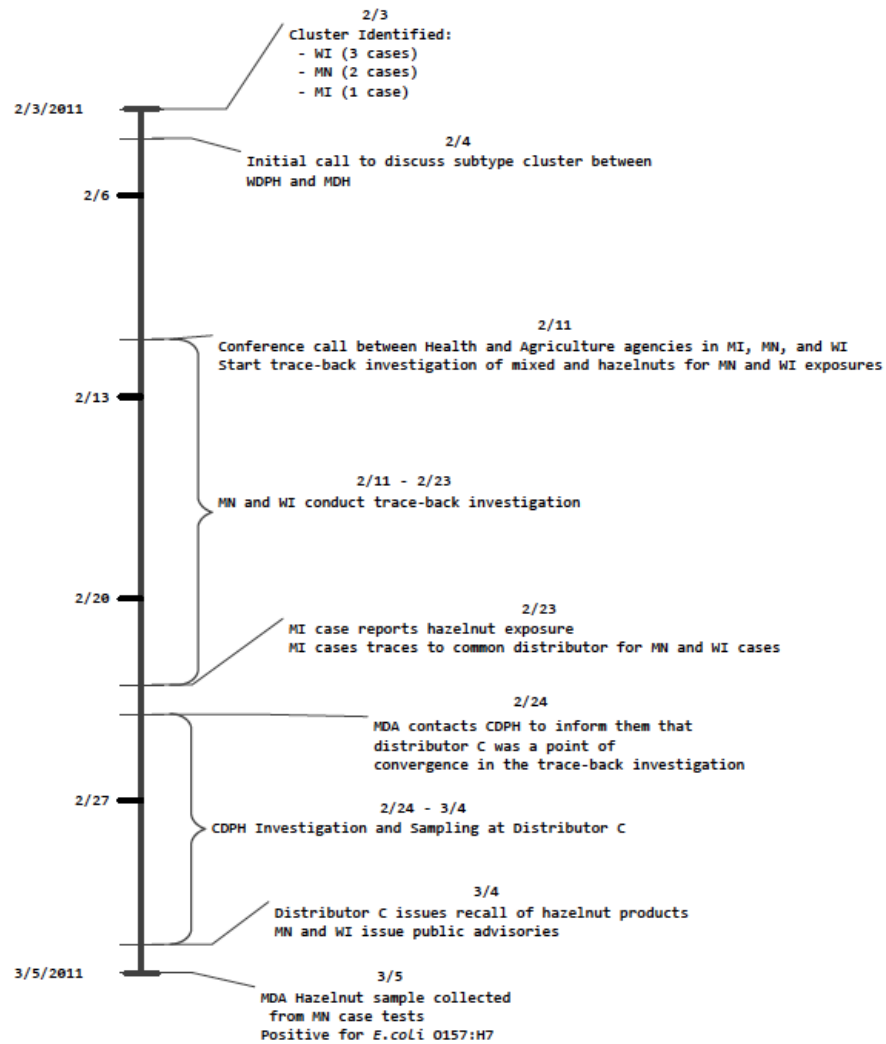 2/3
Cluster Identified:
- WI (3 cases)
- MN (2 cases)
- MI (1 case)
2/3/2011
2/4
Initial call to discuss subtype cluster between
WDPH and MDH
2/6
2/11
Conference call between Health and Agriculture agencies in MI, MN, and WI
Start trace-back investigation of mixed and hazelnuts for MN and WI exposures
2/13
2/11 - 2/23
MN and WI conduct trace-back investigation
2/20
2/23
MI case reports hazelnut exposure
MI cases traces to common distributor for MN and WI cases
2/24
MDA contacts CDPH to inform them that
distributor C was a point of
convergence in the trace-back investigation
2/27
2/24 - 3/4
CDPH Investigation and Sampling at Distributor C
3/4
Distributor C issues recall of hazelnut products
MN and WI issue public advisories
3/5/2011
3/5
MDA Hazelnut sample collected
from MN case tests
Positive for E.coli O157:H7